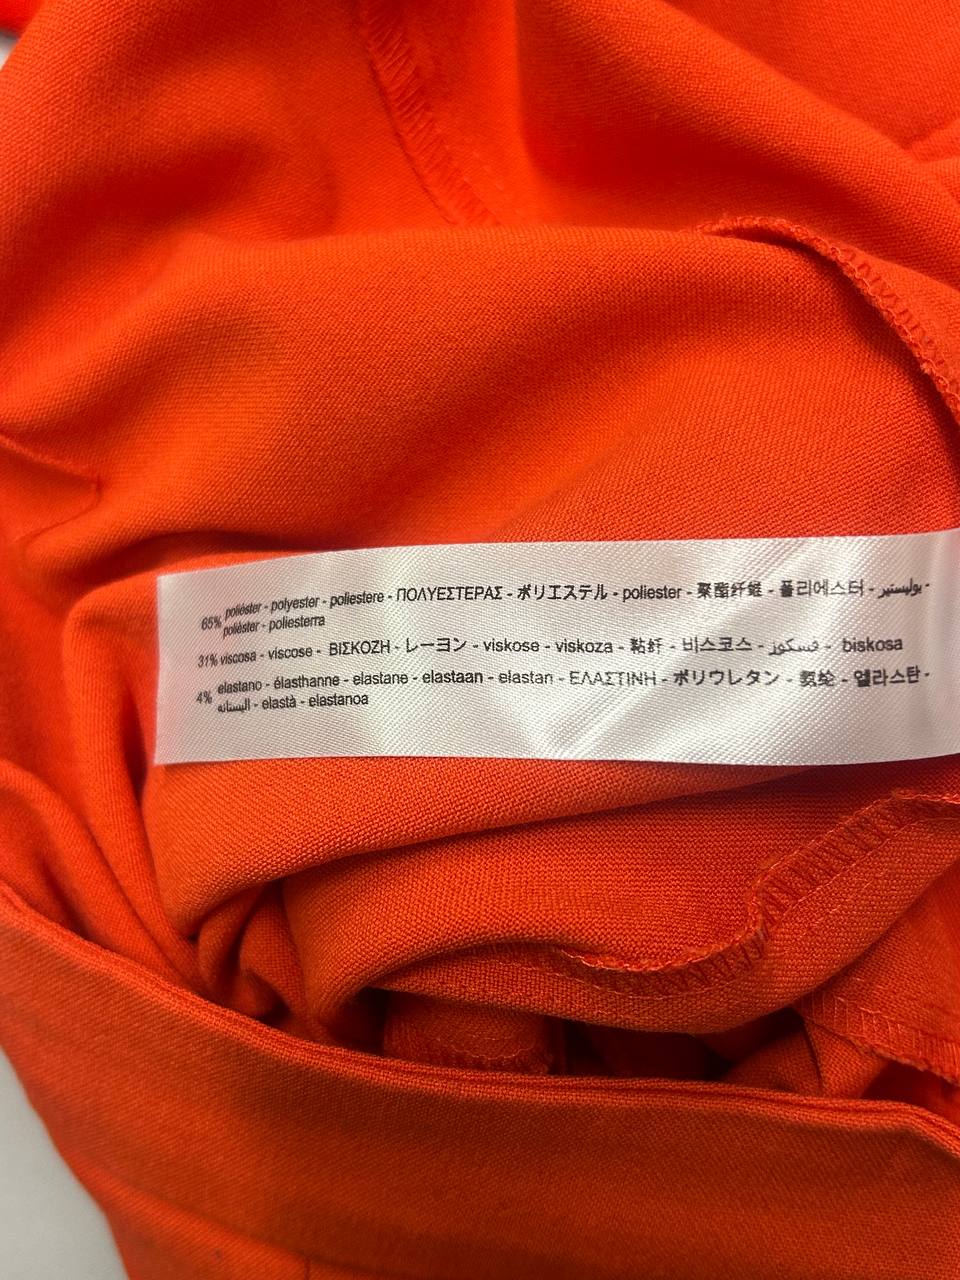 65% poliéster - polyester - poliestere - ΠΟΛΥΕΣΤΕΡΑΣ - ポリエステル - poliester - 聚酯纤维 - 폴리에스터 - بوليستير -
polièster - poliesterra
31% viscosa - viscose - ΒΙΣΚΟΖΗ - レーヨン - viskose - viskoza - 粘纤 - 비스코스 - فسكوز - biskosa
4% elastano - élasthanne - elastane - elastaan - elastan - ΕΛΑΣΤΙΝΗ - ポリウレタン - 氨纶 - 엘라스탄 -
اليستانه - elastà - elastanoa